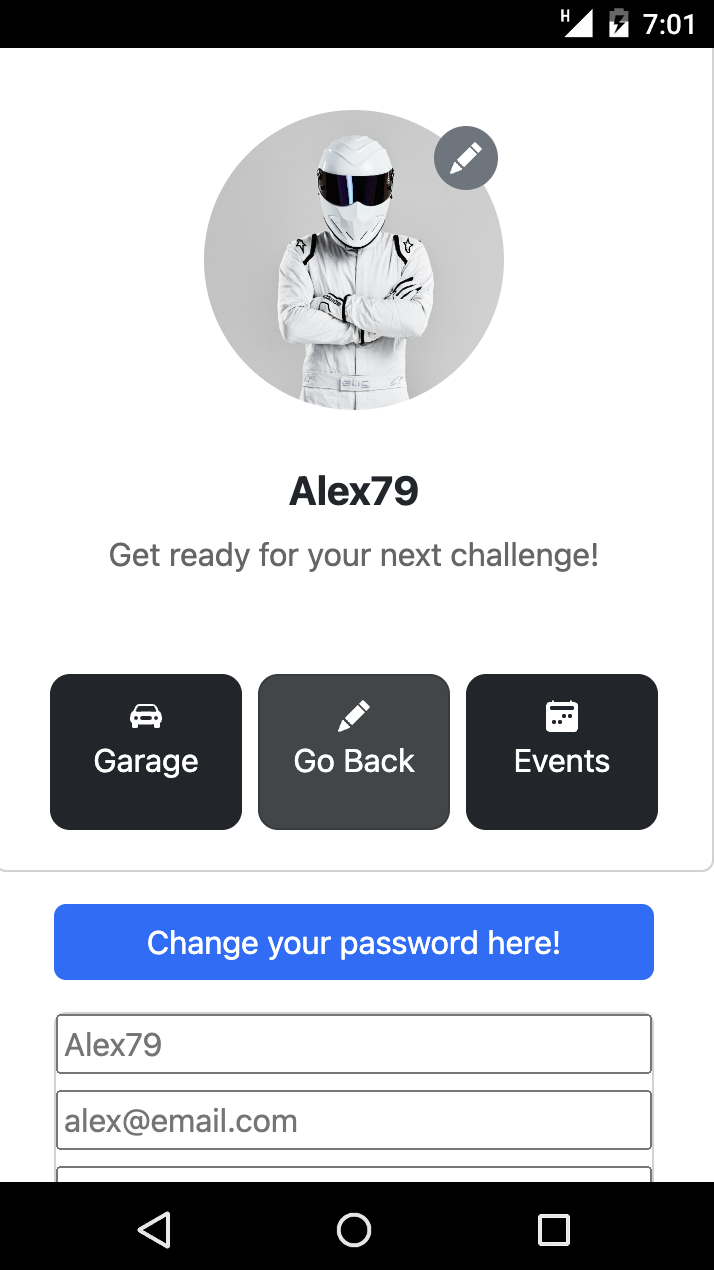 H 7:01
Alex79
Get ready for your next challenge!
Garage
Go Back
Events
Change your password here!
Alex79
alex@email.com